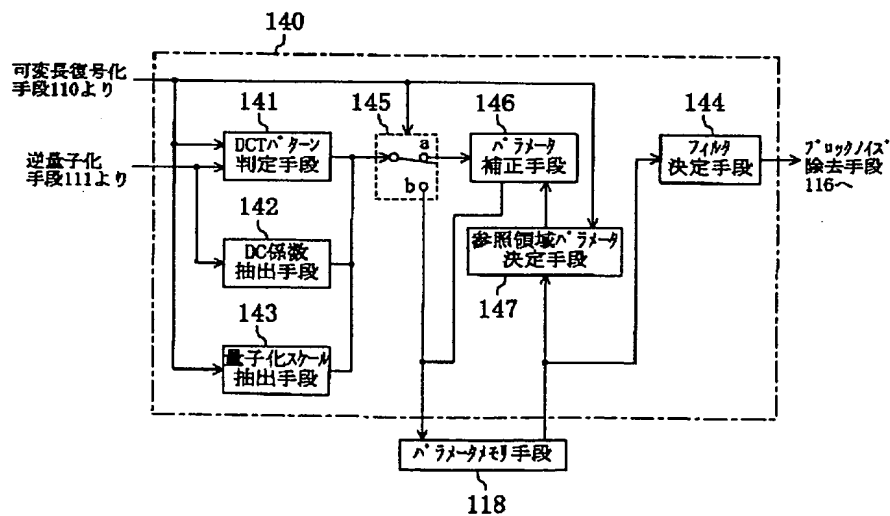 140
可変長復号化
手段110より
141
145
146
144
DCTパターン
判定手段
a
パラメータ
補正手段
フィルタ
決定手段
ブロックノイズ
除去手段
116へ
逆量子化
手段111より
b
142
DC係数
抽出手段
参照領域パラメータ
決定手段
147
143
量子化スケール
抽出手段
パラメータメモリ手段
118